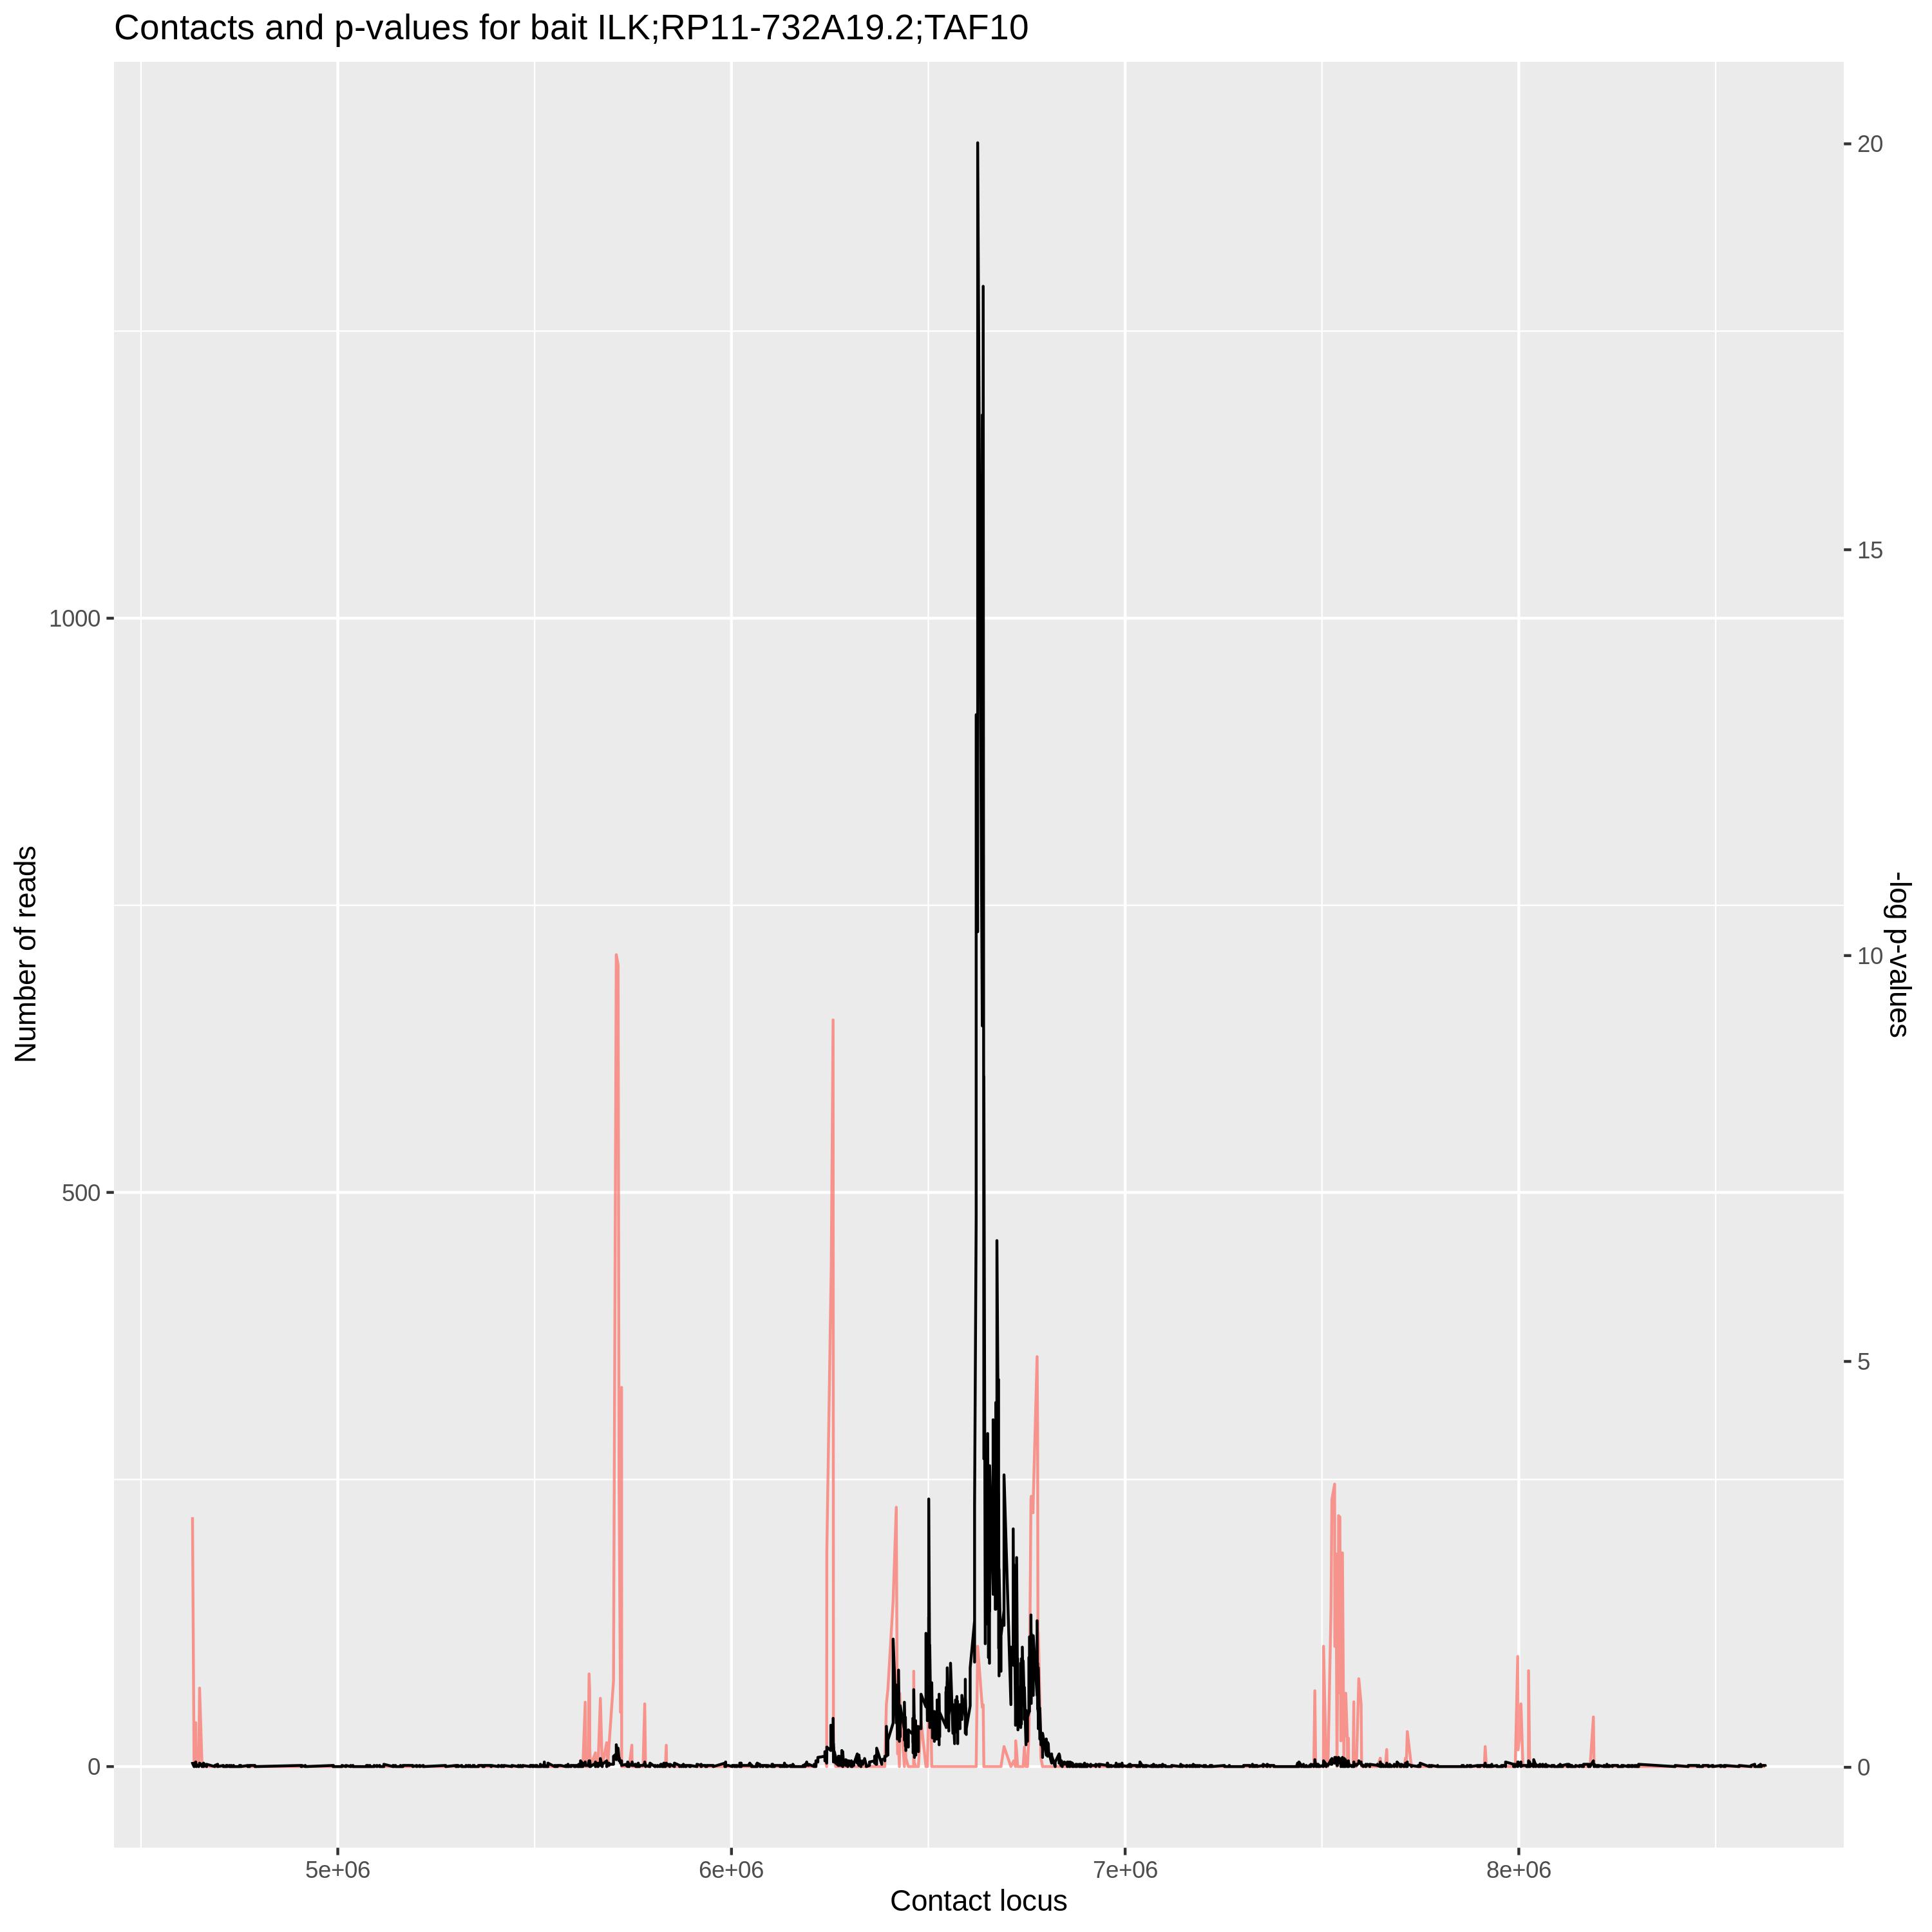 Contacts and p-values for bait ILK;RP11-732A19.2;TAF10
Number of reads
1000
500
0
20
15
10
5
0
-log p-values
5e+06
6e+06
7e+06
8e+06
Contact locus